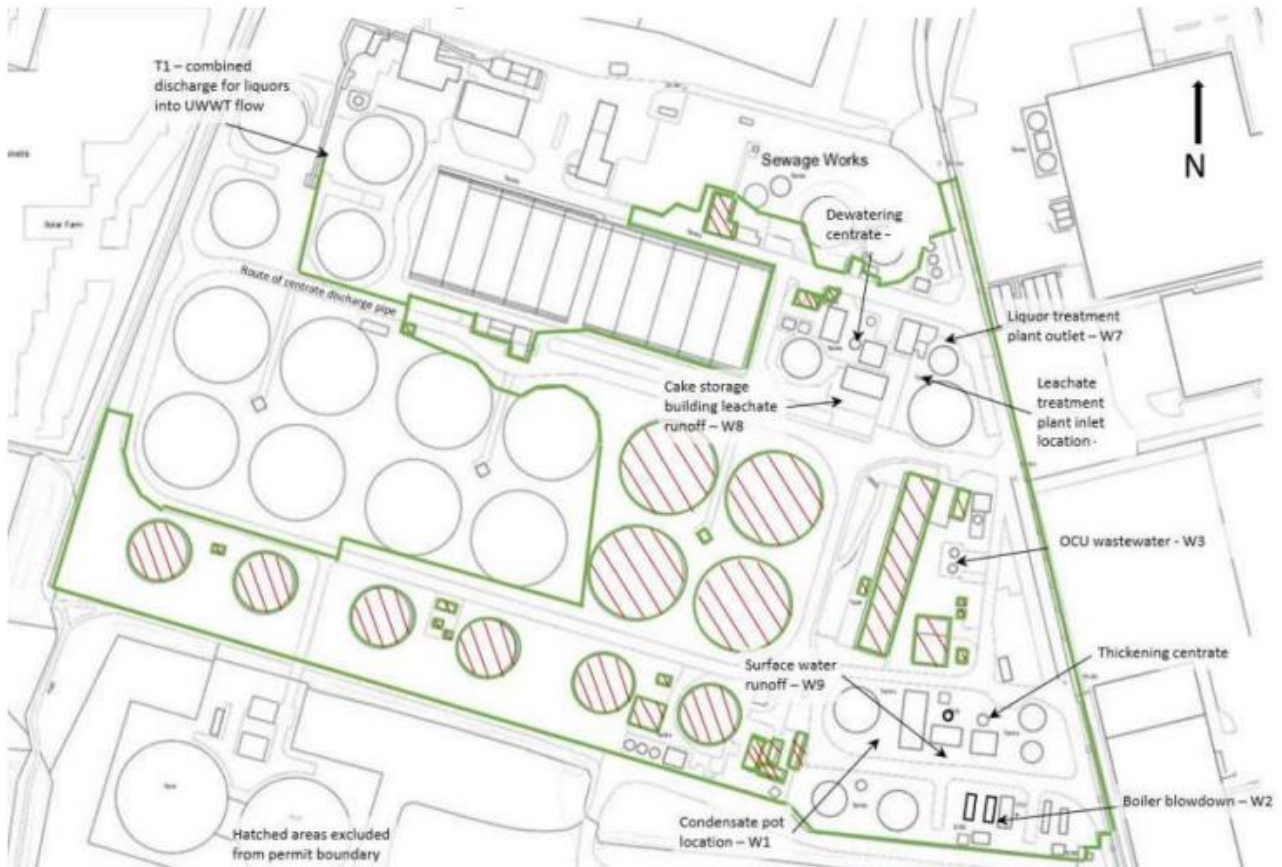 T1 – combined
discharge for liquors
into UWWT flow
N
Sewage Works
Dewatering
centrate -
Route of centrate discharge pipe
Liquor treatment
plant outlet – W7
Cake storage
building leachate
runoff – W8
Leachate
treatment
plant inlet
location -
OCU wastewater - W3
Thickening centrate
Surface water
runoff – W9
Boiler blowdown – W2
Condensate pot
location – W1
Hatched areas excluded
from permit boundary